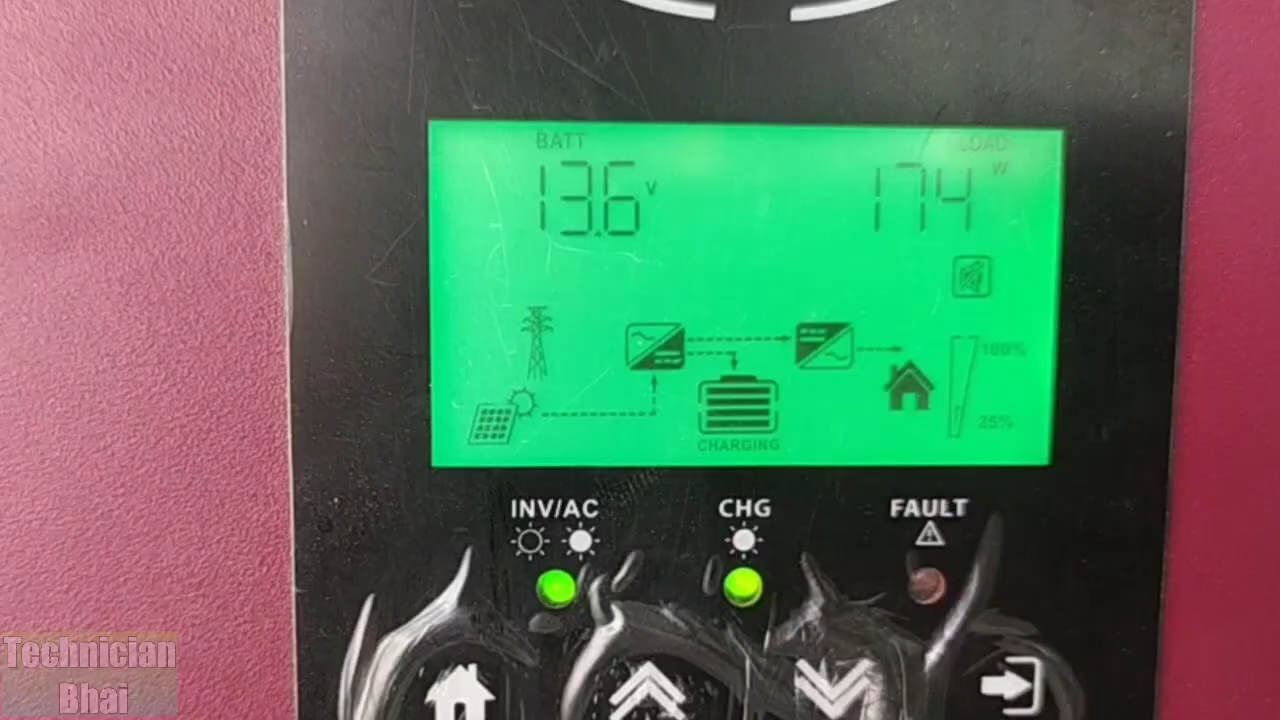 BATT
LOAD
13.6 V
174 W
100%
25%
CHARGING
INV/AC
CHG
FAULT
Technician
Bhai